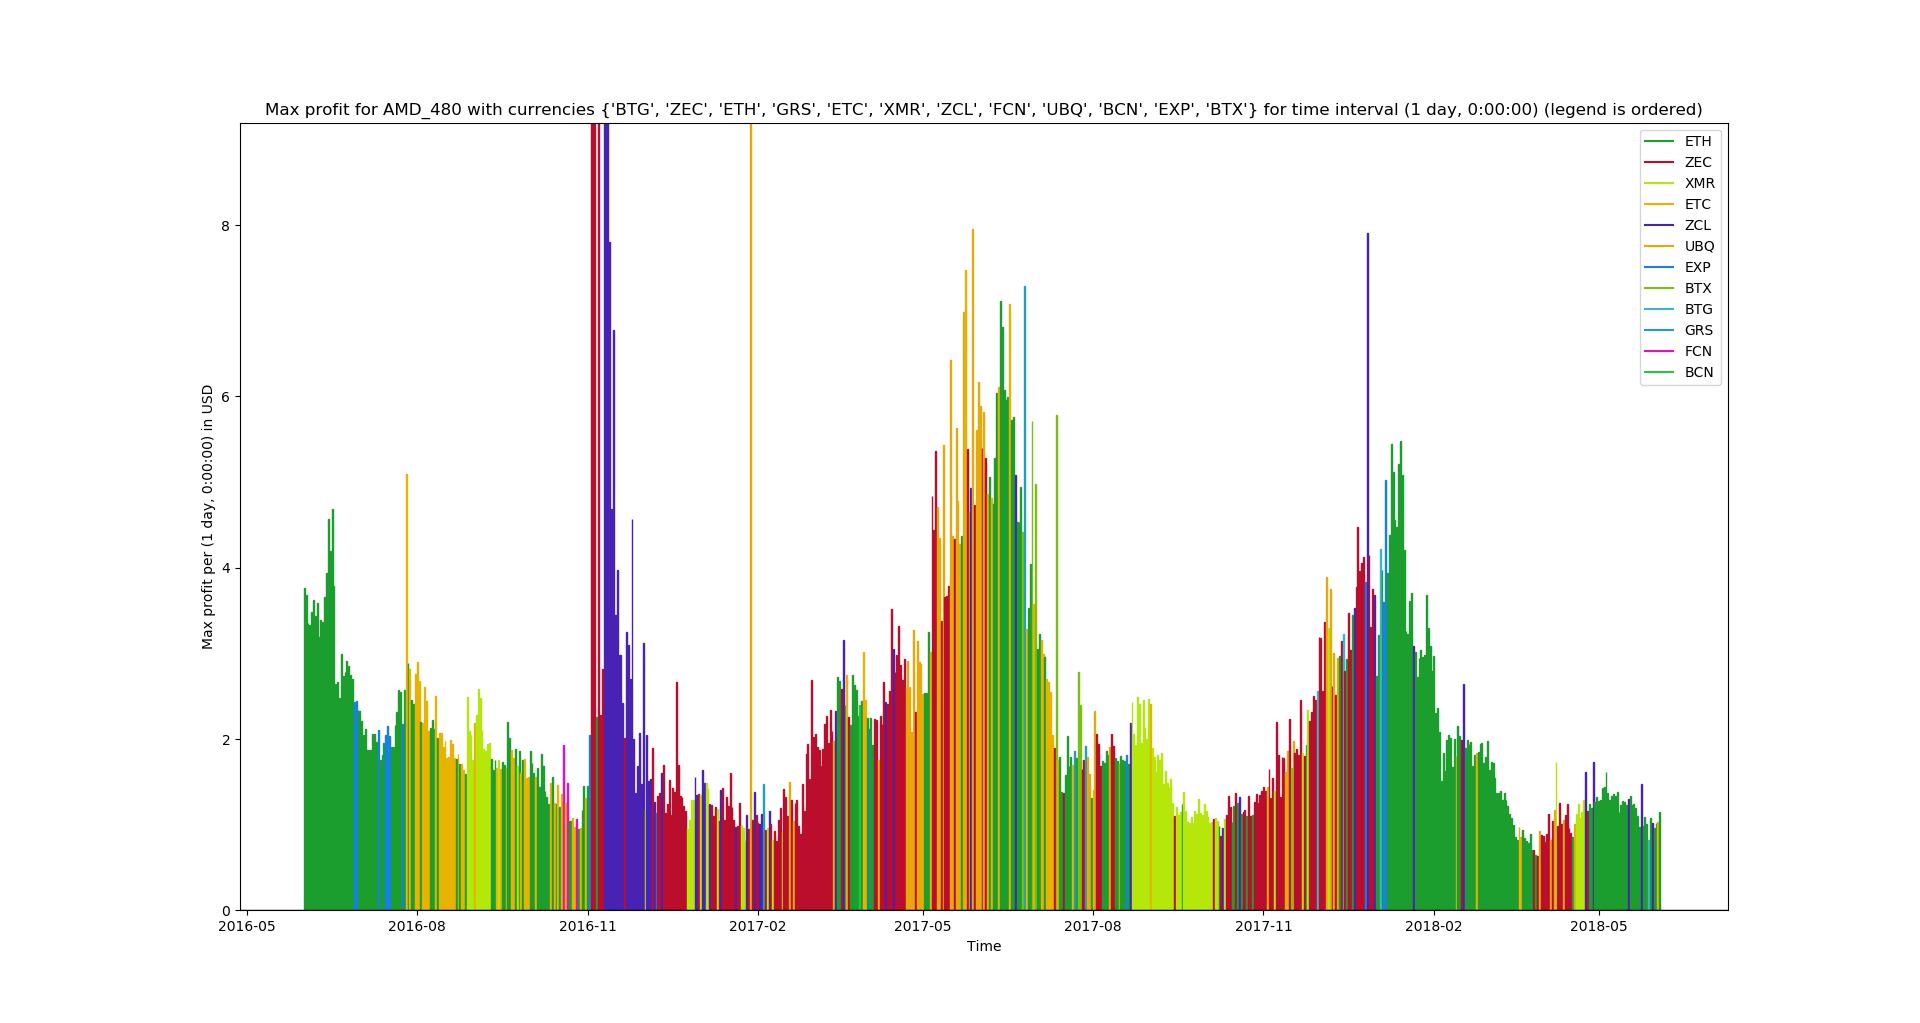 Max profit for AMD_480 with currencies {'BTG', 'ZEC', 'ETH', 'GRS', 'ETC', 'XMR', 'ZCL', 'FCN', 'UBQ', 'BCN', 'EXP', 'BTX'} for time interval (1 day, 0:00:00) (legend is ordered)
ETH
ZEC
XMR
ETC
ZCL
UBQ
EXP
BTX
BTG
GRS
FCN
BCN
Max profit per (1 day, 0:00:00) in USD
8
6
4
2
0
2016-05
2016-08
2016-11
2017-02
2017-05
2017-08
2017-11
2018-02
2018-05
Time